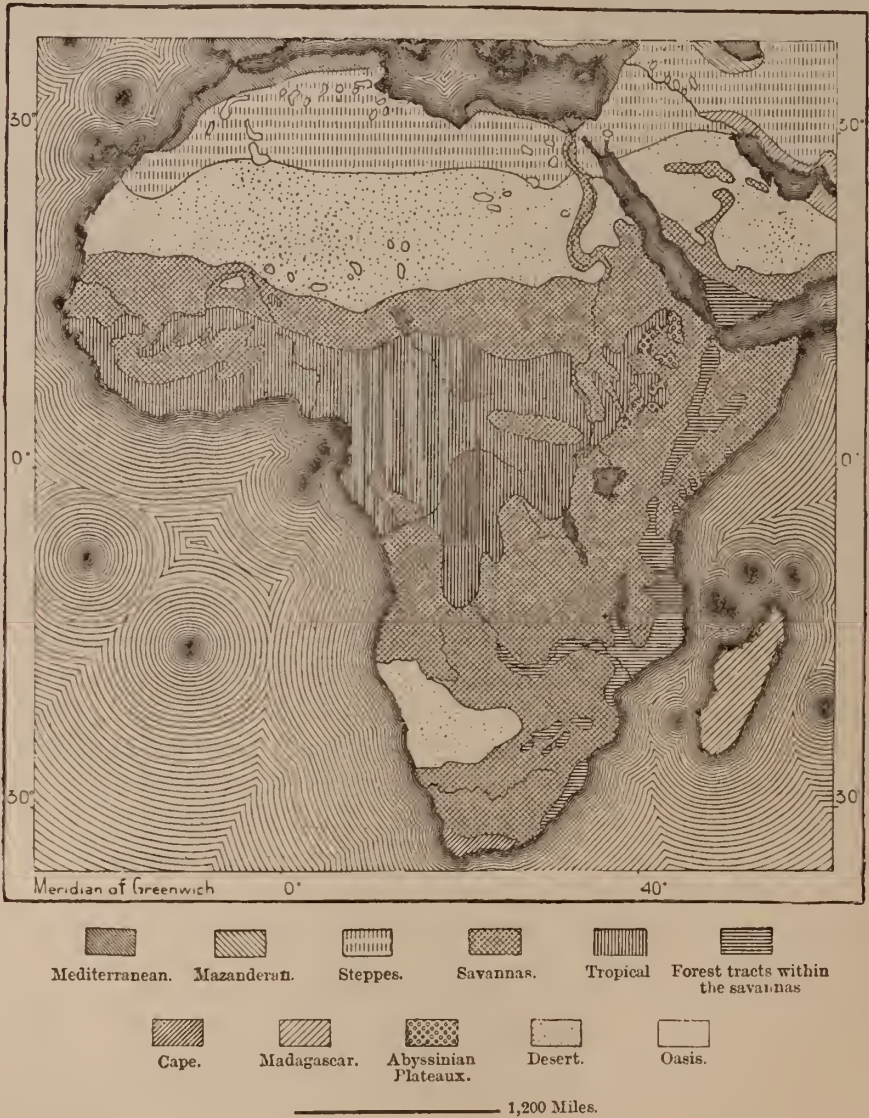 30°
30°
0°
0°
30°
30°
Meridian of Greenwich
0°
40°
Mediterranean.
Mazanderan.
Steppes.
Savannas.
Tropical
Forest tracts within
the savannas
Cape.
Madagascar.
Abyssinian
Plateaux.
Desert.
Oasis.
1,200 Miles.